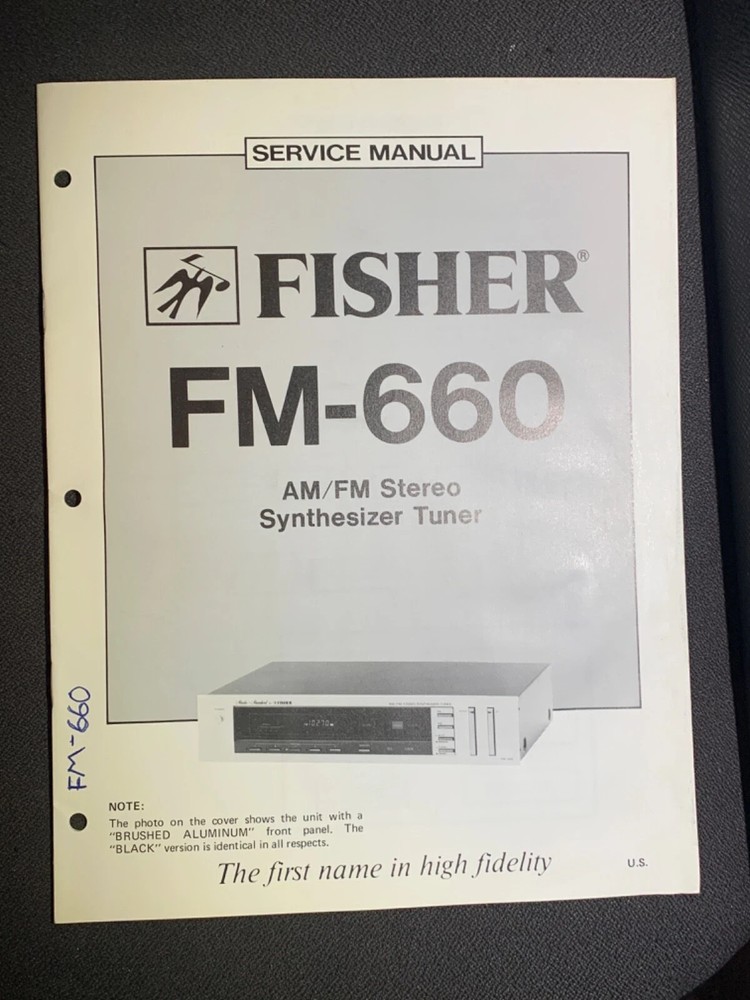 SERVICE MANUAL
FISHER®
FM-660
AM/FM Stereo
Synthesizer Tuner
FISHER
FM-660
NOTE:
The photo on the cover shows the unit with a
"BRUSHED ALUMINUM" front panel. The
"BLACK" version is identical in all respects.
The first name in high fidelity
U.S.